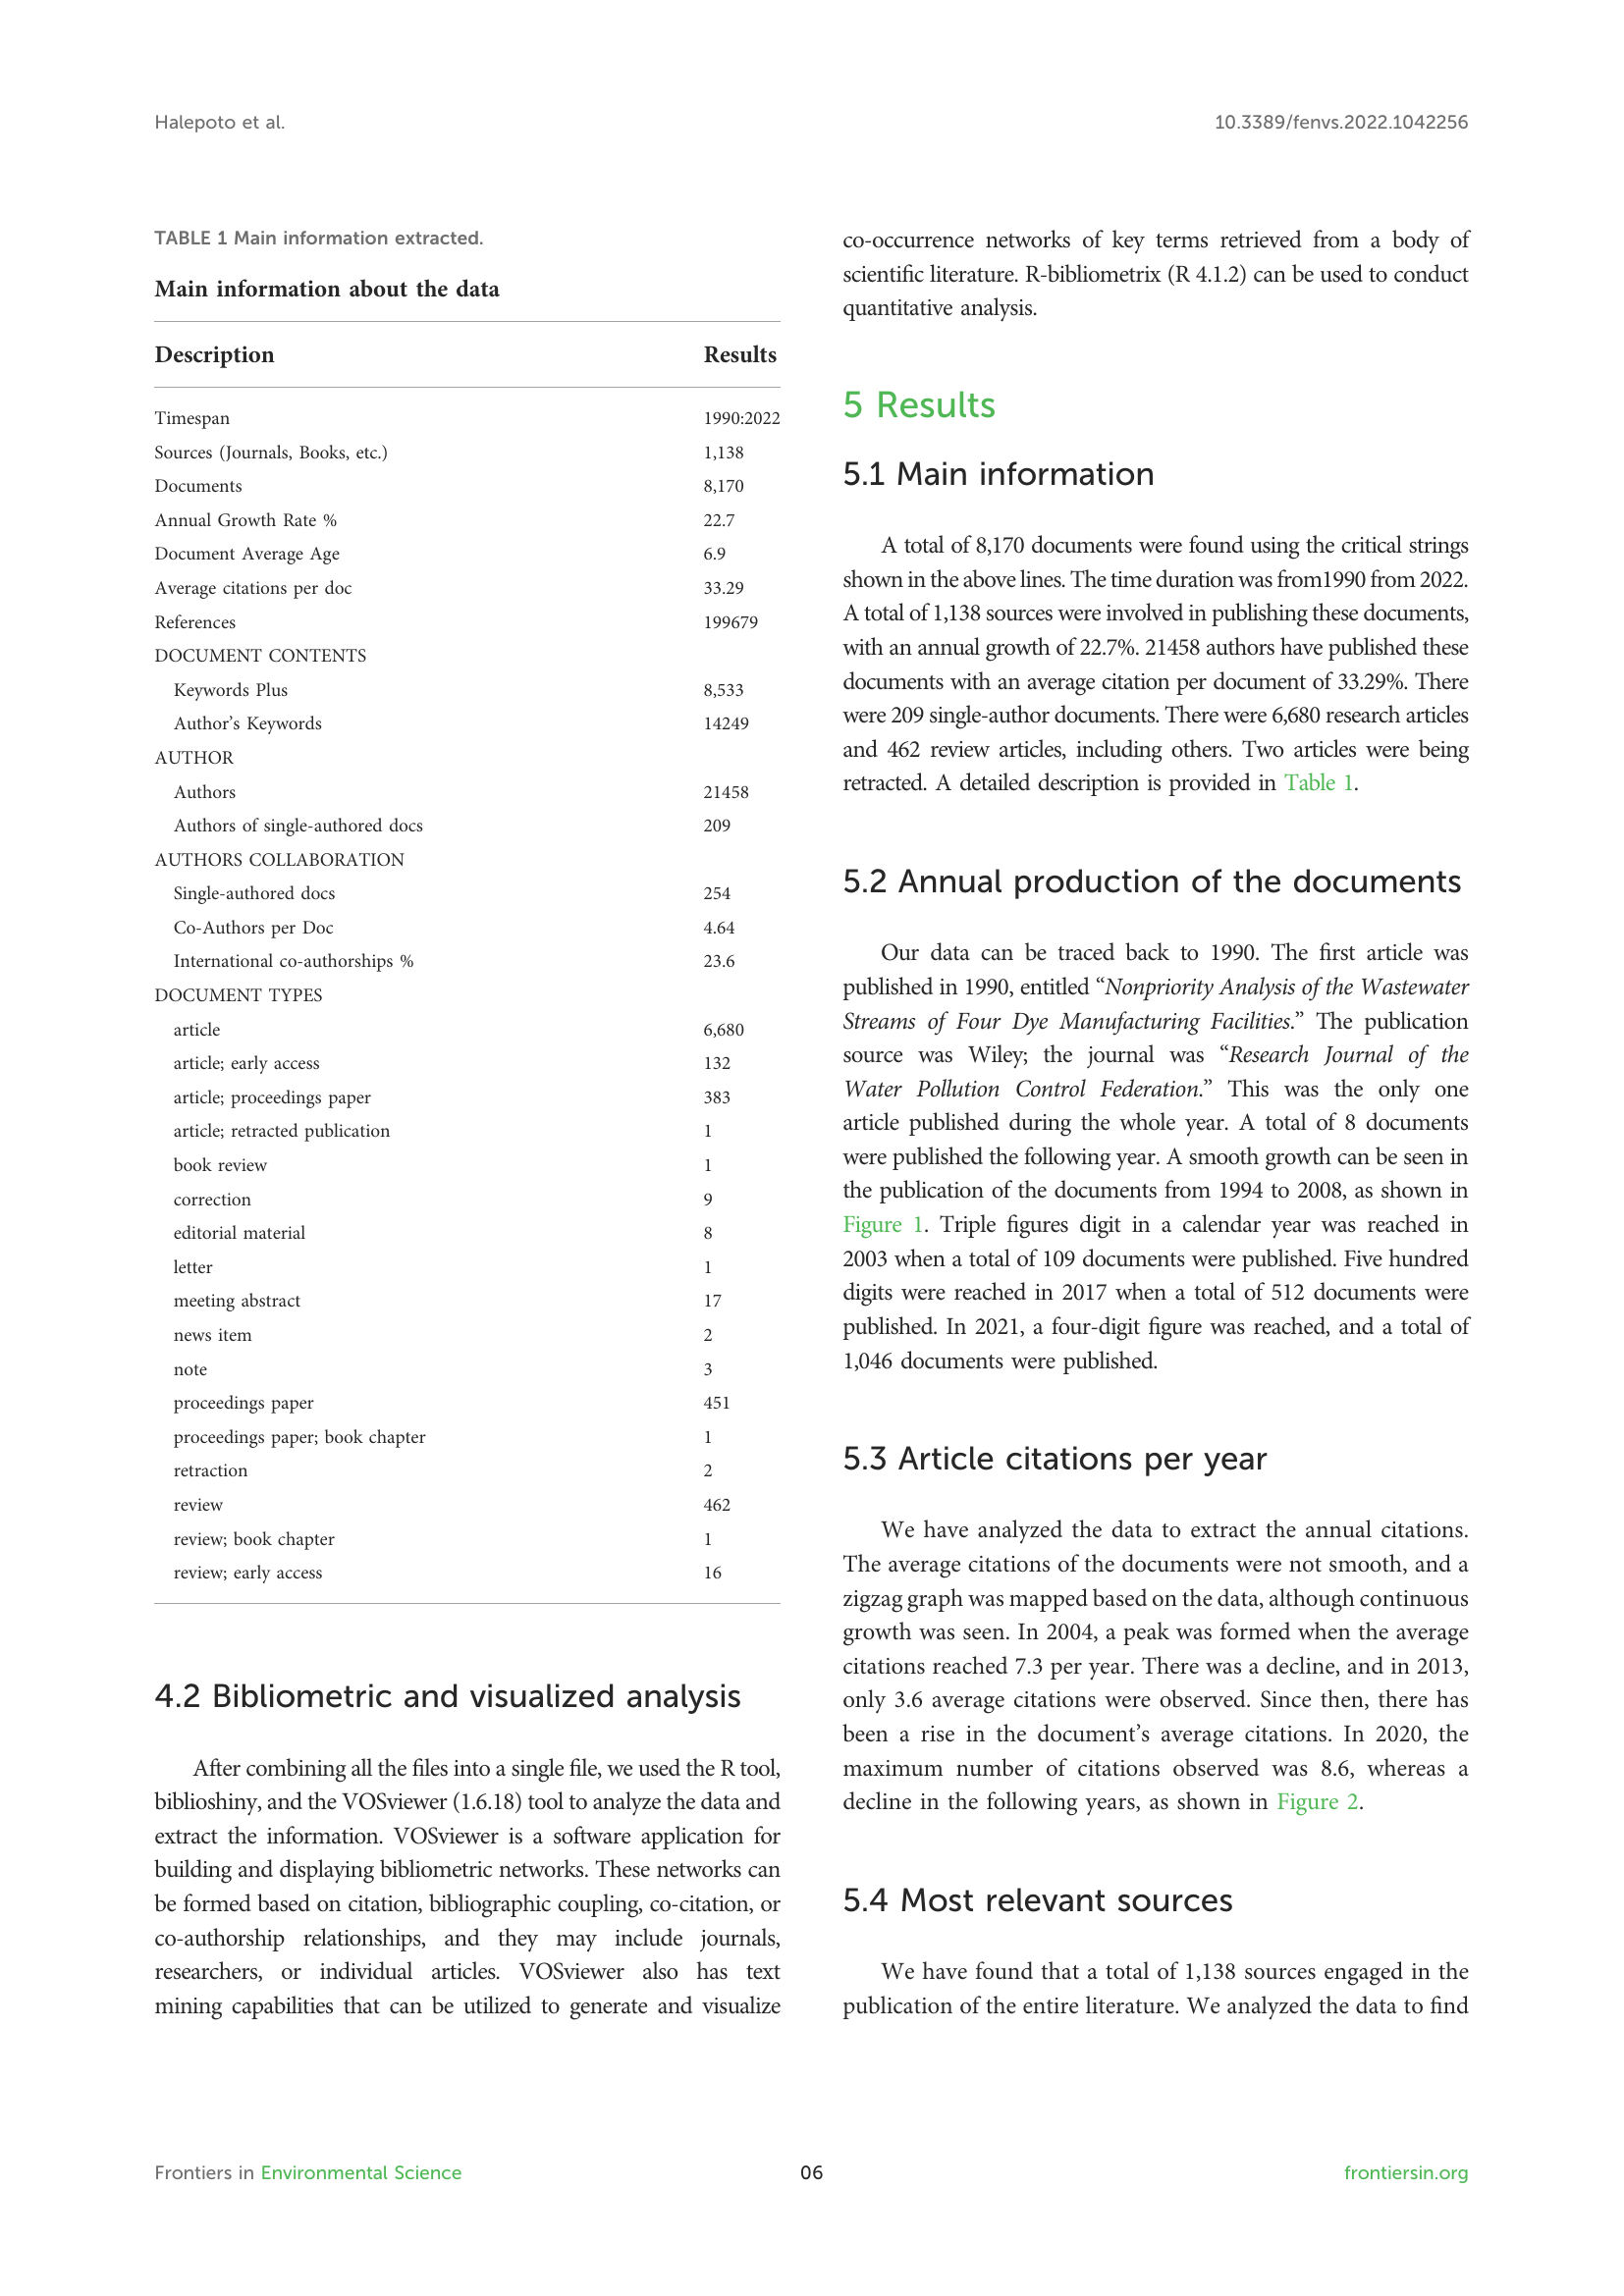 Halepoto et al.
10.3389/fenvs.2022.1042256
TABLE 1 Main information extracted.
Main information about the data
Description Results
Timespan 1990:2022
Sources (Journals, Books, etc.) 1,138
Documents 8,170
Annual Growth Rate % 22.7
Document Average Age 6.9
Average citations per doc 33.29
References 199679
DOCUMENT CONTENTS
Keywords Plus 8,533
Author’s Keywords 14249
AUTHOR
Authors 21458
Authors of single-authored docs 209
AUTHORS COLLABORATION
Single-authored docs 254
Co-Authors per Doc 4.64
International co-authorships % 23.6
DOCUMENT TYPES
article 6,680
article; early access 132
article; proceedings paper 383
article; retracted publication 1
book review 1
correction 9
editorial material 8
letter 1
meeting abstract 17
news item 2
note 3
proceedings paper 451
proceedings paper; book chapter 1
retraction 2
review 462
review; book chapter 1
review; early access 16
4.2 Bibliometric and visualized analysis
After combining all the files into a single file, we used the R tool,
biblioshiny, and the VOSviewer (1.6.18) tool to analyze the data and
extract the information. VOSviewer is a software application for
building and displaying bibliometric networks. These networks can
be formed based on citation, bibliographic coupling, co-citation, or
co-authorship relationships, and they may include journals,
researchers, or individual articles. VOSviewer also has text
mining capabilities that can be utilized to generate and visualize
co-occurrence networks of key terms retrieved from a body of
scientific literature. R-bibliometrix (R 4.1.2) can be used to conduct
quantitative analysis.
5 Results
5.1 Main information
A total of 8,170 documents were found using the critical strings
shown in the above lines. The time duration was from1990 from 2022.
A total of 1,138 sources were involved in publishing these documents,
with an annual growth of 22.7%. 21458 authors have published these
documents with an average citation per document of 33.29%. There
were 209 single-author documents. There were 6,680 research articles
and 462 review articles, including others. Two articles were being
retracted. A detailed description is provided in Table 1.
5.2 Annual production of the documents
Our data can be traced back to 1990. The first article was
published in 1990, entitled “Nonpriority Analysis of the Wastewater
Streams of Four Dye Manufacturing Facilities.” The publication
source was Wiley; the journal was “Research Journal of the
Water Pollution Control Federation.” This was the only one
article published during the whole year. A total of 8 documents
were published the following year. A smooth growth can be seen in
the publication of the documents from 1994 to 2008, as shown in
Figure 1. Triple figures digit in a calendar year was reached in
2003 when a total of 109 documents were published. Five hundred
digits were reached in 2017 when a total of 512 documents were
published. In 2021, a four-digit figure was reached, and a total of
1,046 documents were published.
5.3 Article citations per year
We have analyzed the data to extract the annual citations.
The average citations of the documents were not smooth, and a
zigzag graph was mapped based on the data, although continuous
growth was seen. In 2004, a peak was formed when the average
citations reached 7.3 per year. There was a decline, and in 2013,
only 3.6 average citations were observed. Since then, there has
been a rise in the document’s average citations. In 2020, the
maximum number of citations observed was 8.6, whereas a
decline in the following years, as shown in Figure 2.
5.4 Most relevant sources
We have found that a total of 1,138 sources engaged in the
publication of the entire literature. We analyzed the data to find
Frontiers in Environmental Science
06
frontiersin.org